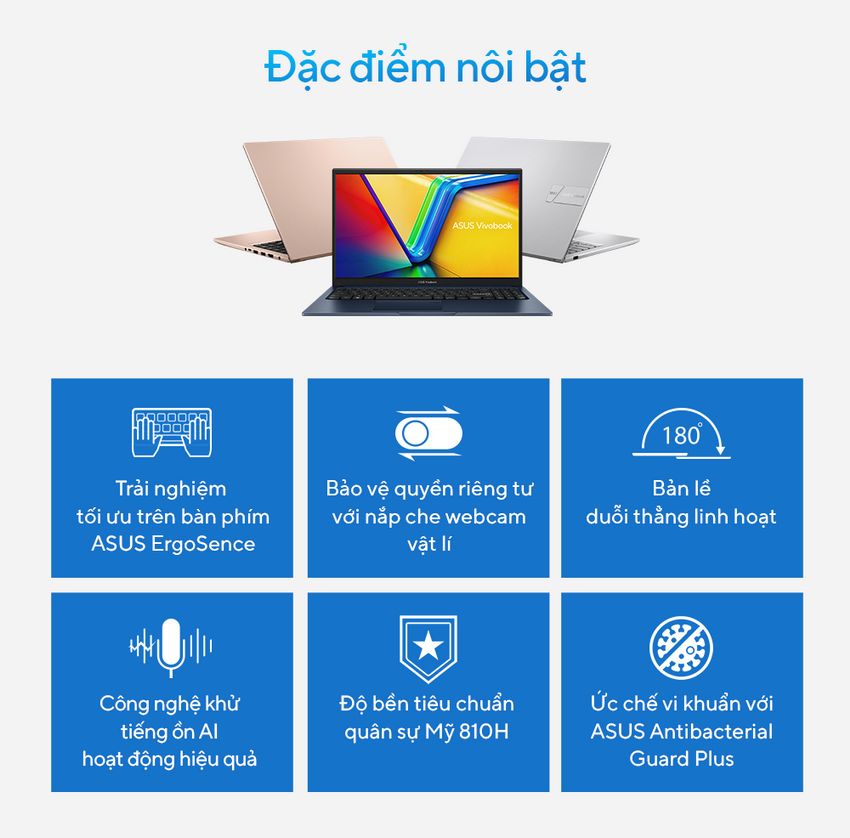 Đặc điểm nôi bật
ASUS Vivobook
180°
Trải nghiệm
tối ưu trên bàn phím
ASUS ErgoSence
Bảo vệ quyền riêng tư
với nắp che webcam
vật lí
Bản lề
duỗi thẳng linh hoạt
Công nghệ khử
tiếng ồn AI
hoạt động hiệu quả
Độ bền tiêu chuẩn
quân sự Mỹ 810H
Ức chế vi khuẩn với
ASUS Antibacterial
Guard Plus